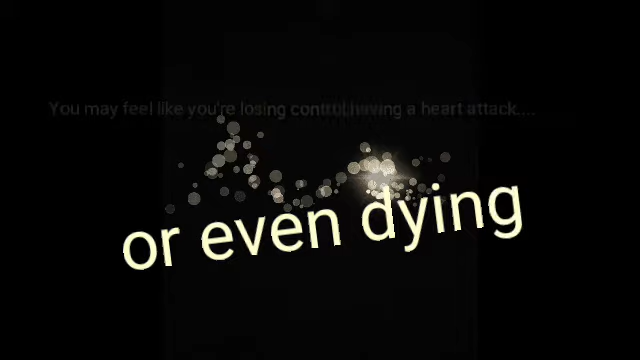 You may feel like you're losing control,having a heart attack....
or even dying